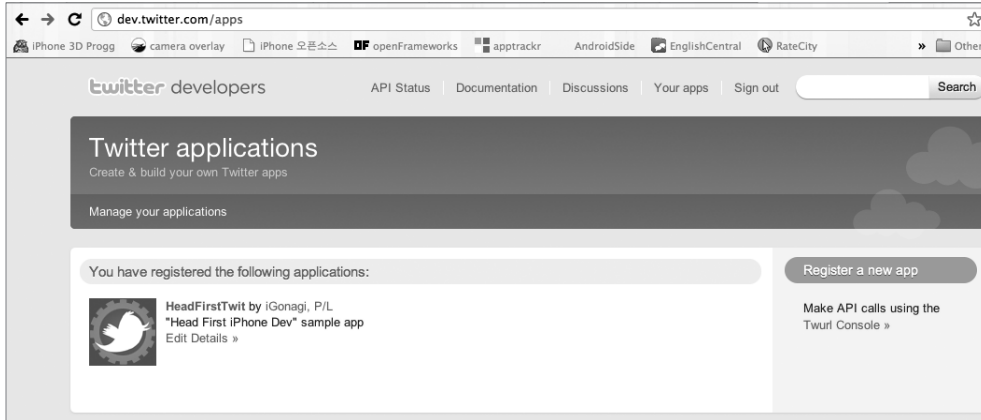 dev.twitter.com/apps
iPhone 3D Progg camera overlay iPhone 오픈소스 openFrameworks apptrackr AndroidSide EnglishCentral RateCity » Other
twitter developers API Status Documentation Discussions Your apps Sign out Search
Twitter applications
Create & build your own Twitter apps
Manage your applications
You have registered the following applications:
HeadFirstTwit by iGonagi, P/L
"Head First iPhone Dev" sample app
Edit Details »
Register a new app
Make API calls using the
Twurl Console »